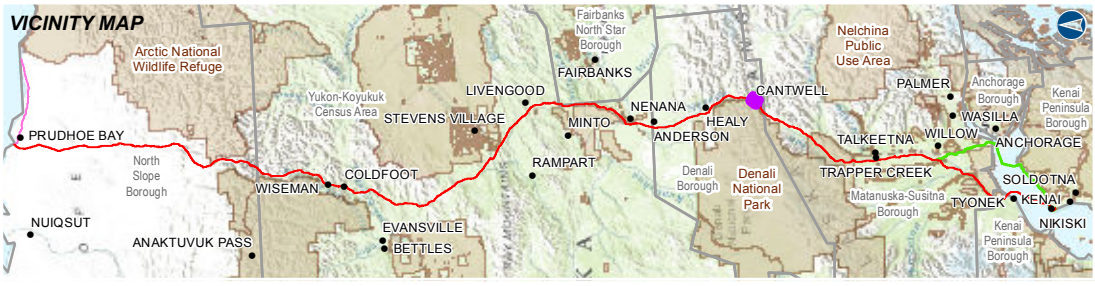 VICINITY MAP
Arctic National
Wildlife Refuge
Fairbanks
North Star
Borough
FAIRBANKS
Nelchina
Public
Use Area
PALMER
Anchorage
Borough
Kenai
Peninsula
Borough
WASILLA
ANCHORAGE
CANTWELL
LIVENGOOD
Yukon-Koyukuk
Census Area
STEVENS VILLAGE
MINTO
NENANA
ANDERSON
HEALY
TALKEETNA
WILLOW
TRAPPER CREEK
PRUDHOE BAY
North
Slope
Borough
WISEMAN
COLDFOOT
RAMPART
Denali
Borough
Denali
National
Park
Matanuska-Susitna
Borough
SOLDOTNA
TYONEK
KENAI
NIKISKI
Kenai
Peninsula
Borough
NUIQSUT
ANAKTUVUK PASS
EVANSVILLE
BETTLES